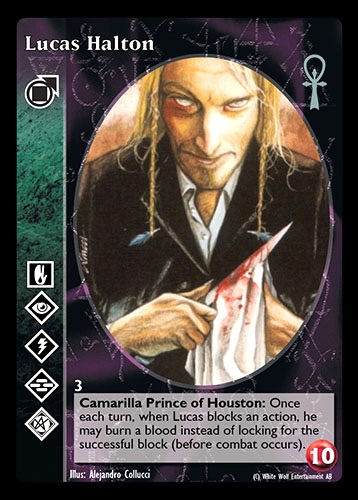 Lucas Halton
3
Camarilla Prince of Houston: Once
each turn, when Lucas blocks an action, he
may burn a blood instead of locking for the
successful block (before combat occurs).
10
Illus: Alejandro Collucci
(C) White Wolf Entertainment AB